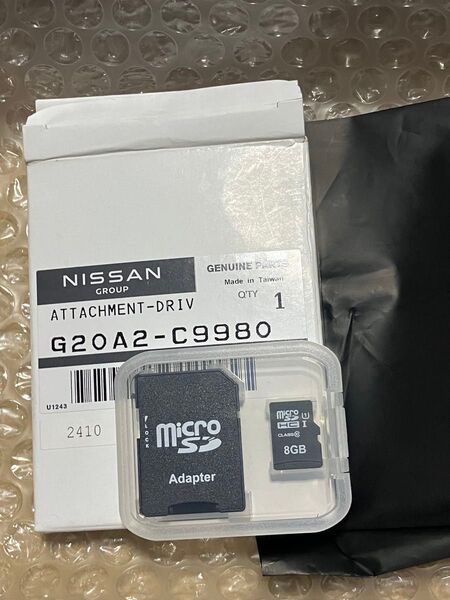 NISSAN
GROUP
GENUINE PARTS
Made in Taiwan
Q'TY 1
ATTACHMENT-DRIV
G20A2-C9980
U1243
2410
LOCK
micro
SD
Adapter
micro
SD
HC I
CLASS 10
8GB